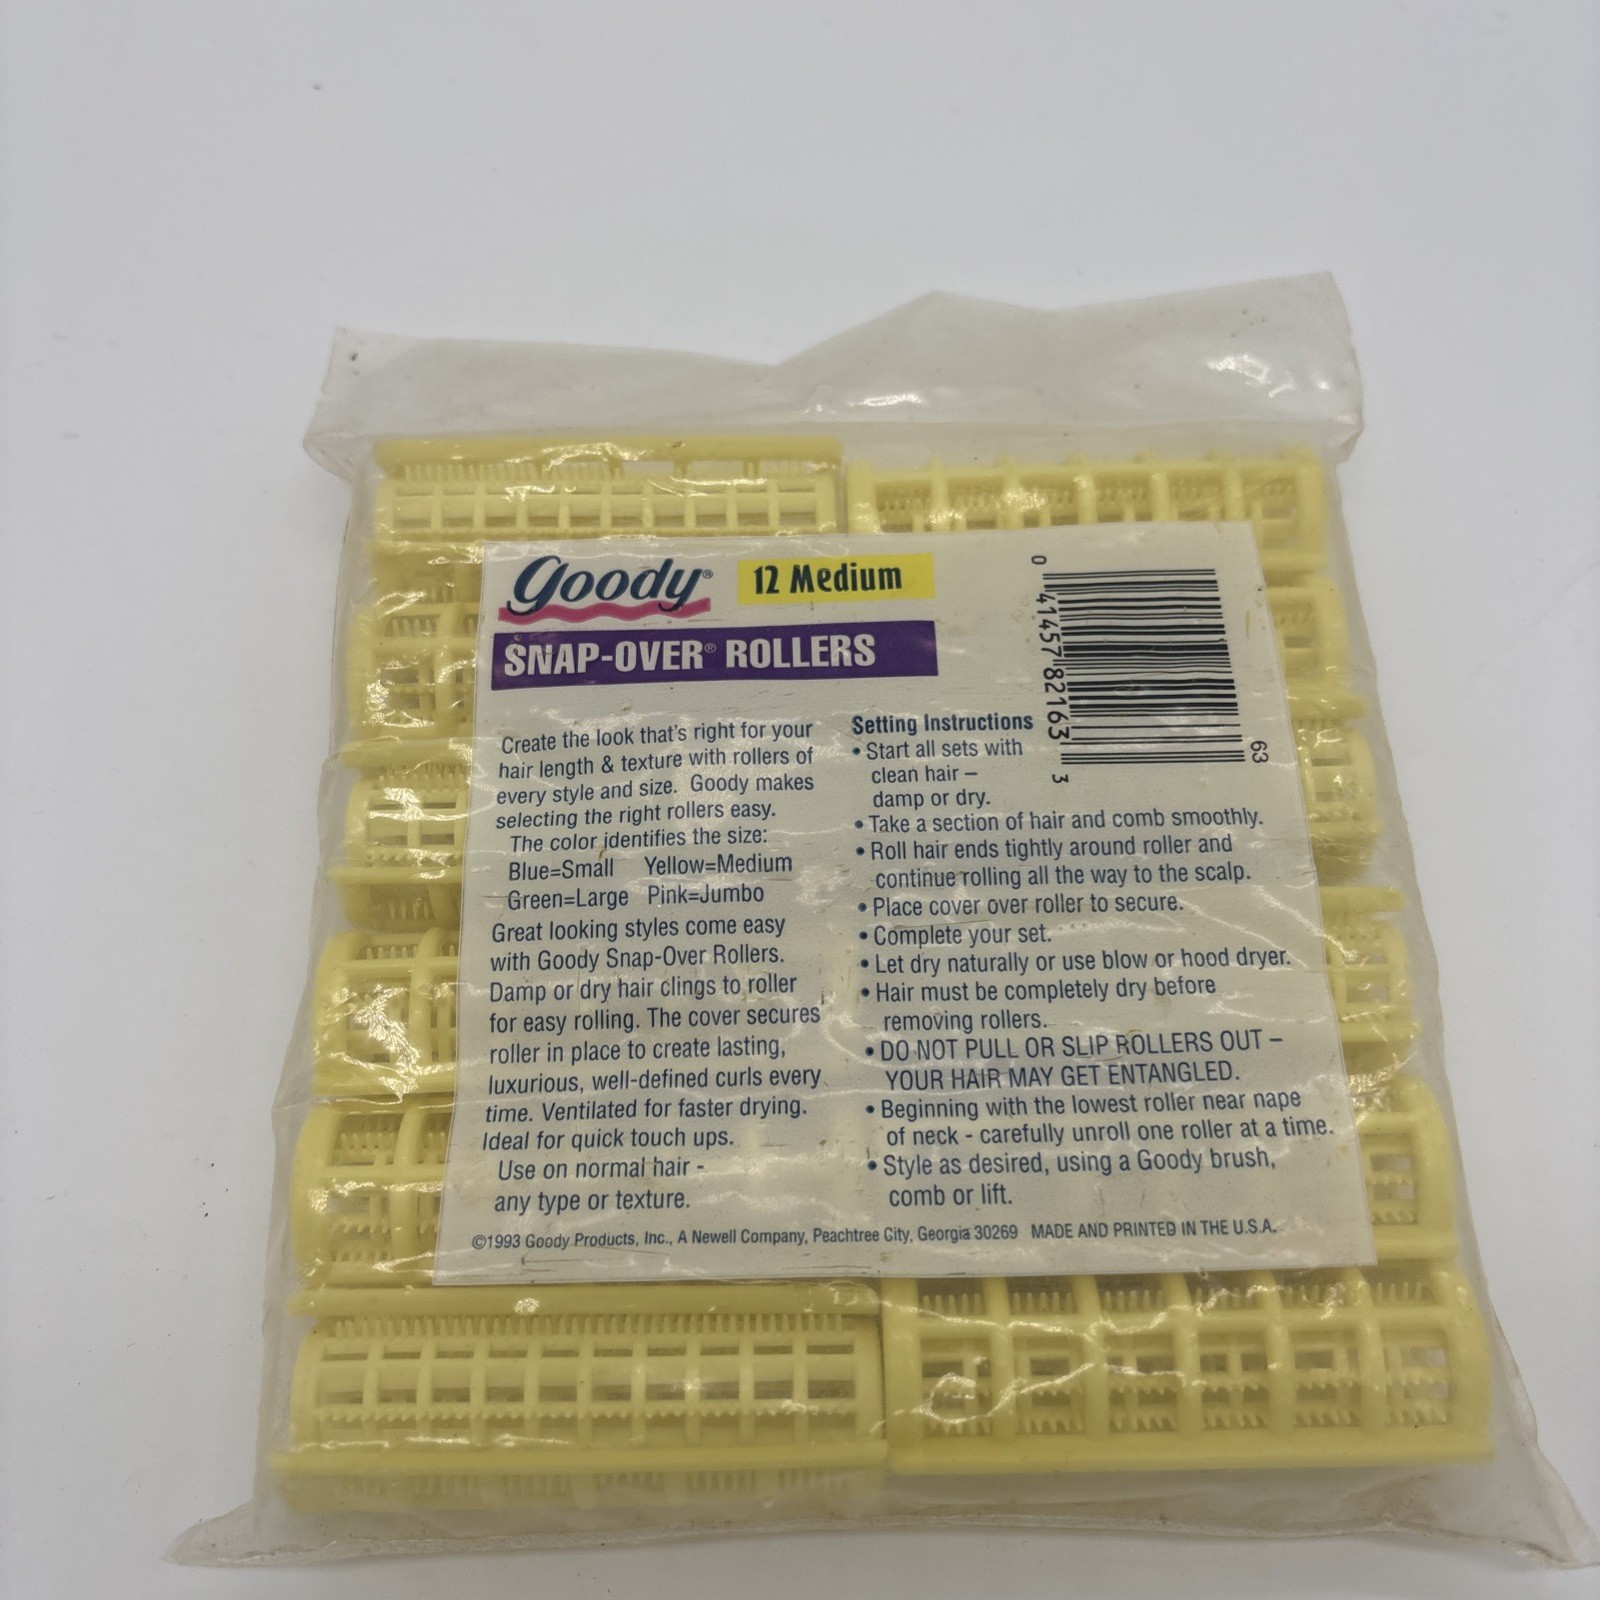 Goody® 12 Medium
SNAP-OVER® ROLLERS
Create the look that's right for your
hair length & texture with rollers of
every style and size. Goody makes
selecting the right rollers easy.
The color identifies the size:
Blue=Small Yellow=Medium
Green=Large Pink=Jumbo
Great looking styles come easy
with Goody Snap-Over Rollers.
Damp or dry hair clings to roller
for easy rolling. The cover secures
roller in place to create lasting,
luxurious, well-defined curls every
time. Ventilated for faster drying.
Ideal for quick touch ups.
Use on normal hair -
any type or texture.
Setting Instructions
• Start all sets with
clean hair –
damp or dry.
• Take a section of hair and comb smoothly.
• Roll hair ends tightly around roller and
continue rolling all the way to the scalp.
• Place cover over roller to secure.
• Complete your set.
• Let dry naturally or use blow or hood dryer.
• Hair must be completely dry before
removing rollers.
• DO NOT PULL OR SLIP ROLLERS OUT –
YOUR HAIR MAY GET ENTANGLED.
• Beginning with the lowest roller near nape
of neck - carefully unroll one roller at a time.
• Style as desired, using a Goody brush,
comb or lift.
0 41457 82163 3
63
©1993 Goody Products, Inc., A Newell Company, Peachtree City, Georgia 30269 MADE AND PRINTED IN THE U.S.A.